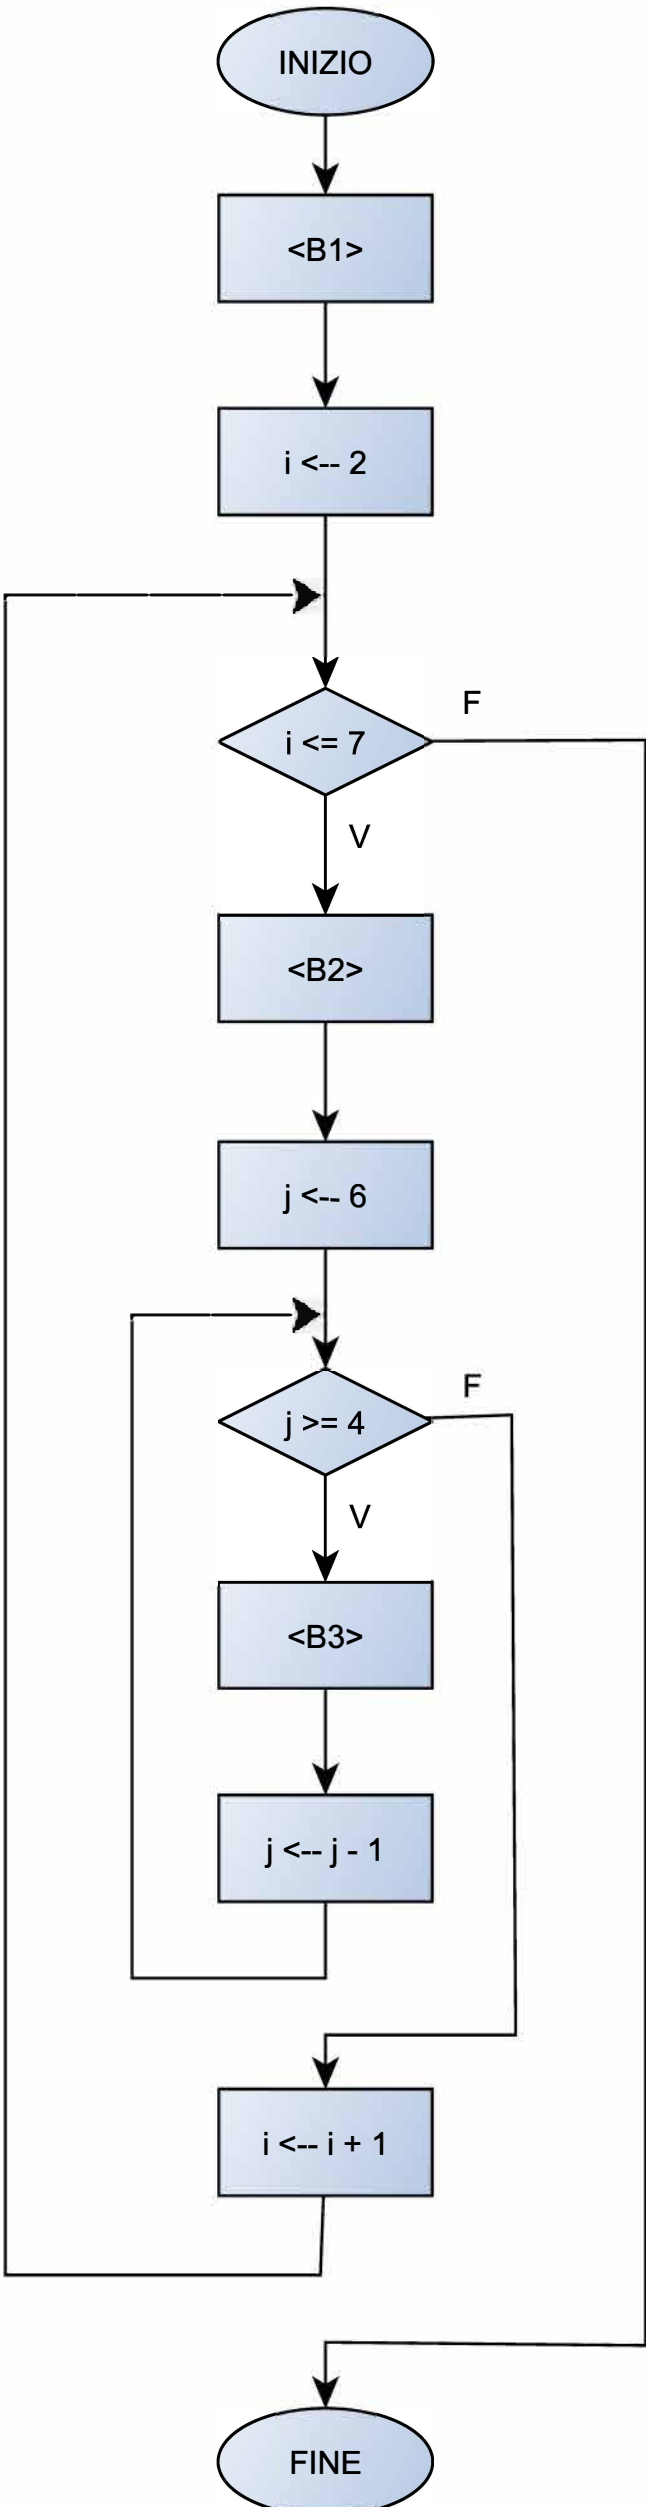 INIZIO
<B1>
i <-- 2
i <= 7
F
V
<B2>
j <-- 6
j >= 4
F
V
<B3>
j <-- j - 1
i <-- i + 1
FINE